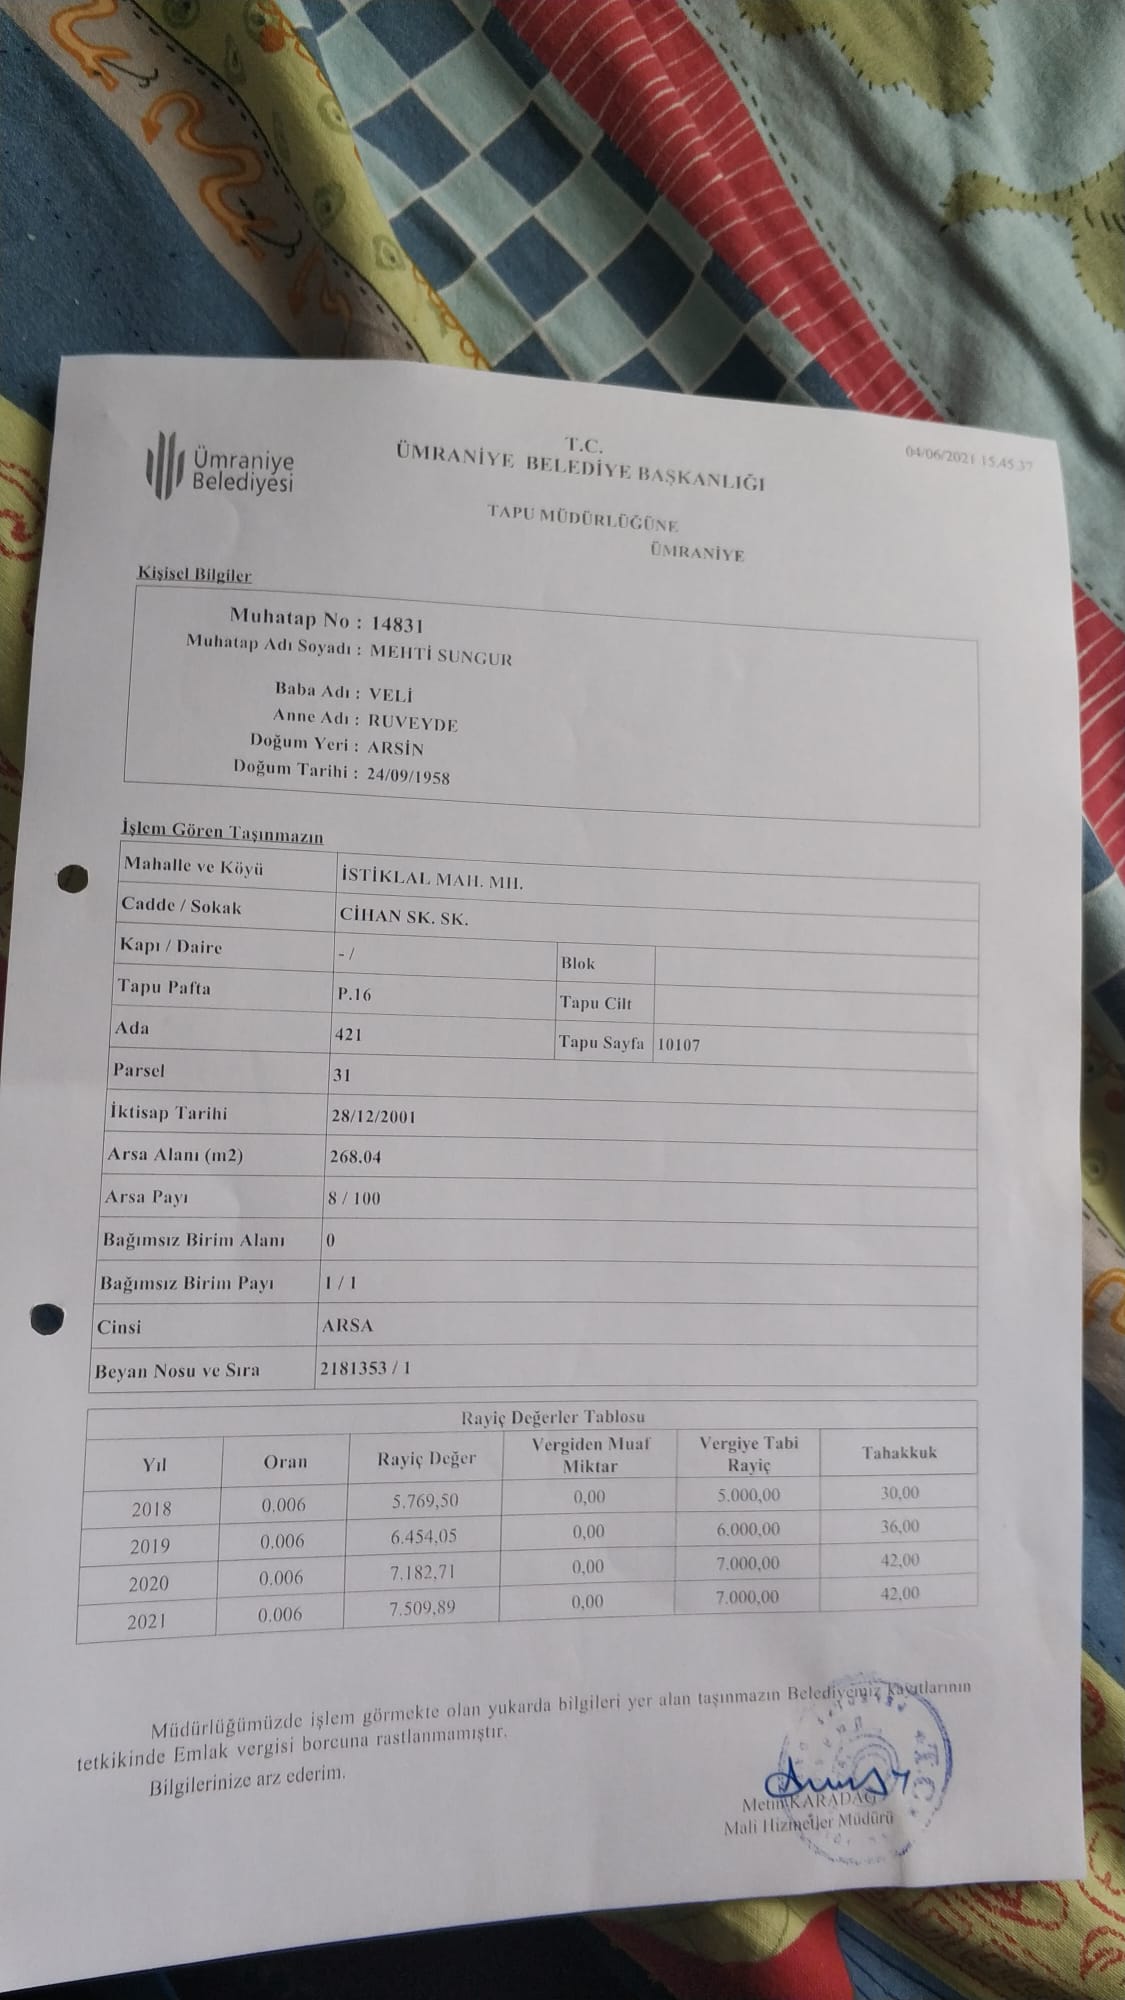 Ümraniye
Belediyesi
T.C.
ÜMRANİYE BELEDİYE BAŞKANLIĞI
04/06/2021 15.45.37
TAPU MÜDÜRLÜĞÜNE
ÜMRANİYE
Kişisel Bilgiler
Muhatap No : 14831
Muhatap Adı Soyadı : MEHTİ SUNGUR
Baba Adı : VELİ
Anne Adı : RUVEYDE
Doğum Yeri : ARSİN
Doğum Tarihi : 24/09/1958
İşlem Gören Taşınmazın
Mahalle ve Köyü İSTİKLAL MAH. MH.
Cadde / Sokak CİHAN SK. SK.
Kapı / Daire - / Blok
Tapu Pafta P.16 Tapu Cilt
Ada 421 Tapu Sayfa 10107
Parsel 31
İktisap Tarihi 28/12/2001
Arsa Alanı (m2) 268.04
Arsa Payı 8 / 100
Bağımsız Birim Alanı 0
Bağımsız Birim Payı 1 / 1
Cinsi ARSA
Beyan Nosu ve Sıra 2181353 / 1
Rayiç Değerler Tablosu
Yıl Oran Rayiç Değer Vergiden Muaf Miktar Vergiye Tabi Rayiç Tahakkuk
2018 0.006 5.769,50 0,00 5.000,00 30,00
2019 0.006 6.454,05 0,00 6.000,00 36,00
2020 0.006 7.182,71 0,00 7.000,00 42,00
2021 0.006 7.509,89 0,00 7.000,00 42,00
Müdürlüğümüzde işlem görmekte olan yukarda bilgileri yer alan taşınmazın Belediyemiz kayıtlarının
tetkikinde Emlak vergisi borcuna rastlanmamıştır.
Bilgilerinize arz ederim.
Metin KARADAĞ
Mali Hizmetler Müdürü
T.C.